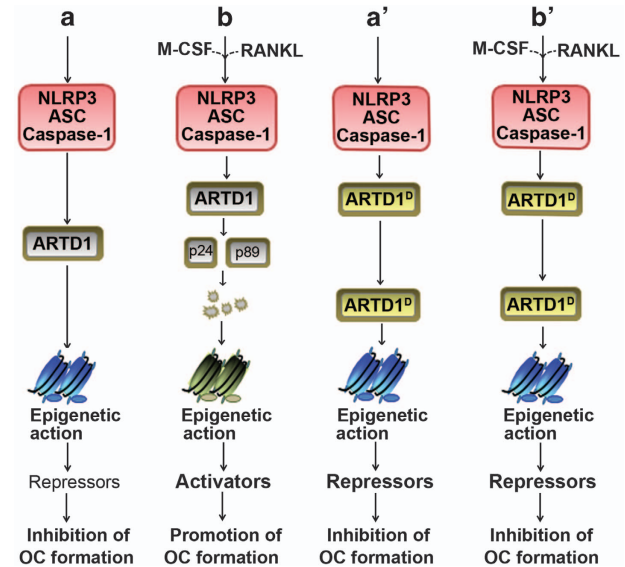 a
NLRP3
ASC
Caspase-1
ARTD1
Epigenetic
action
Repressors
Inhibition of
OC formation
b
M-CSF RANKL
NLRP3
ASC
Caspase-1
ARTD1
p24 p89
Epigenetic
action
Activators
Promotion of
OC formation
a’
NLRP3
ASC
Caspase-1
ARTD1ᴰ
ARTD1ᴰ
Epigenetic
action
Repressors
Inhibition of
OC formation
b’
M-CSF RANKL
NLRP3
ASC
Caspase-1
ARTD1ᴰ
ARTD1ᴰ
Epigenetic
action
Repressors
Inhibition of
OC formation